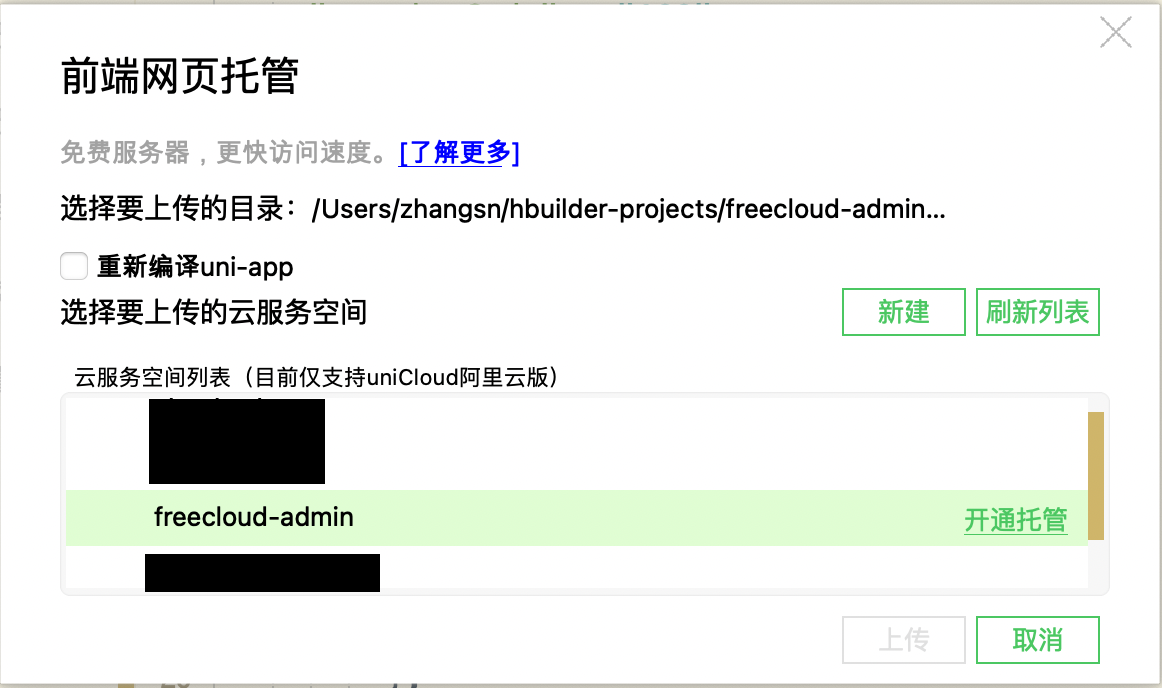 前端网页托管
免费服务器，更快访问速度。[了解更多]
选择要上传的目录：/Users/zhangsn/hbuilder-projects/freecloud-admin...
重新编译uni-app
选择要上传的云服务空间
新建
刷新列表
云服务空间列表（目前仅支持uniCloud阿里云版）
freecloud-admin
开通托管
上传
取消